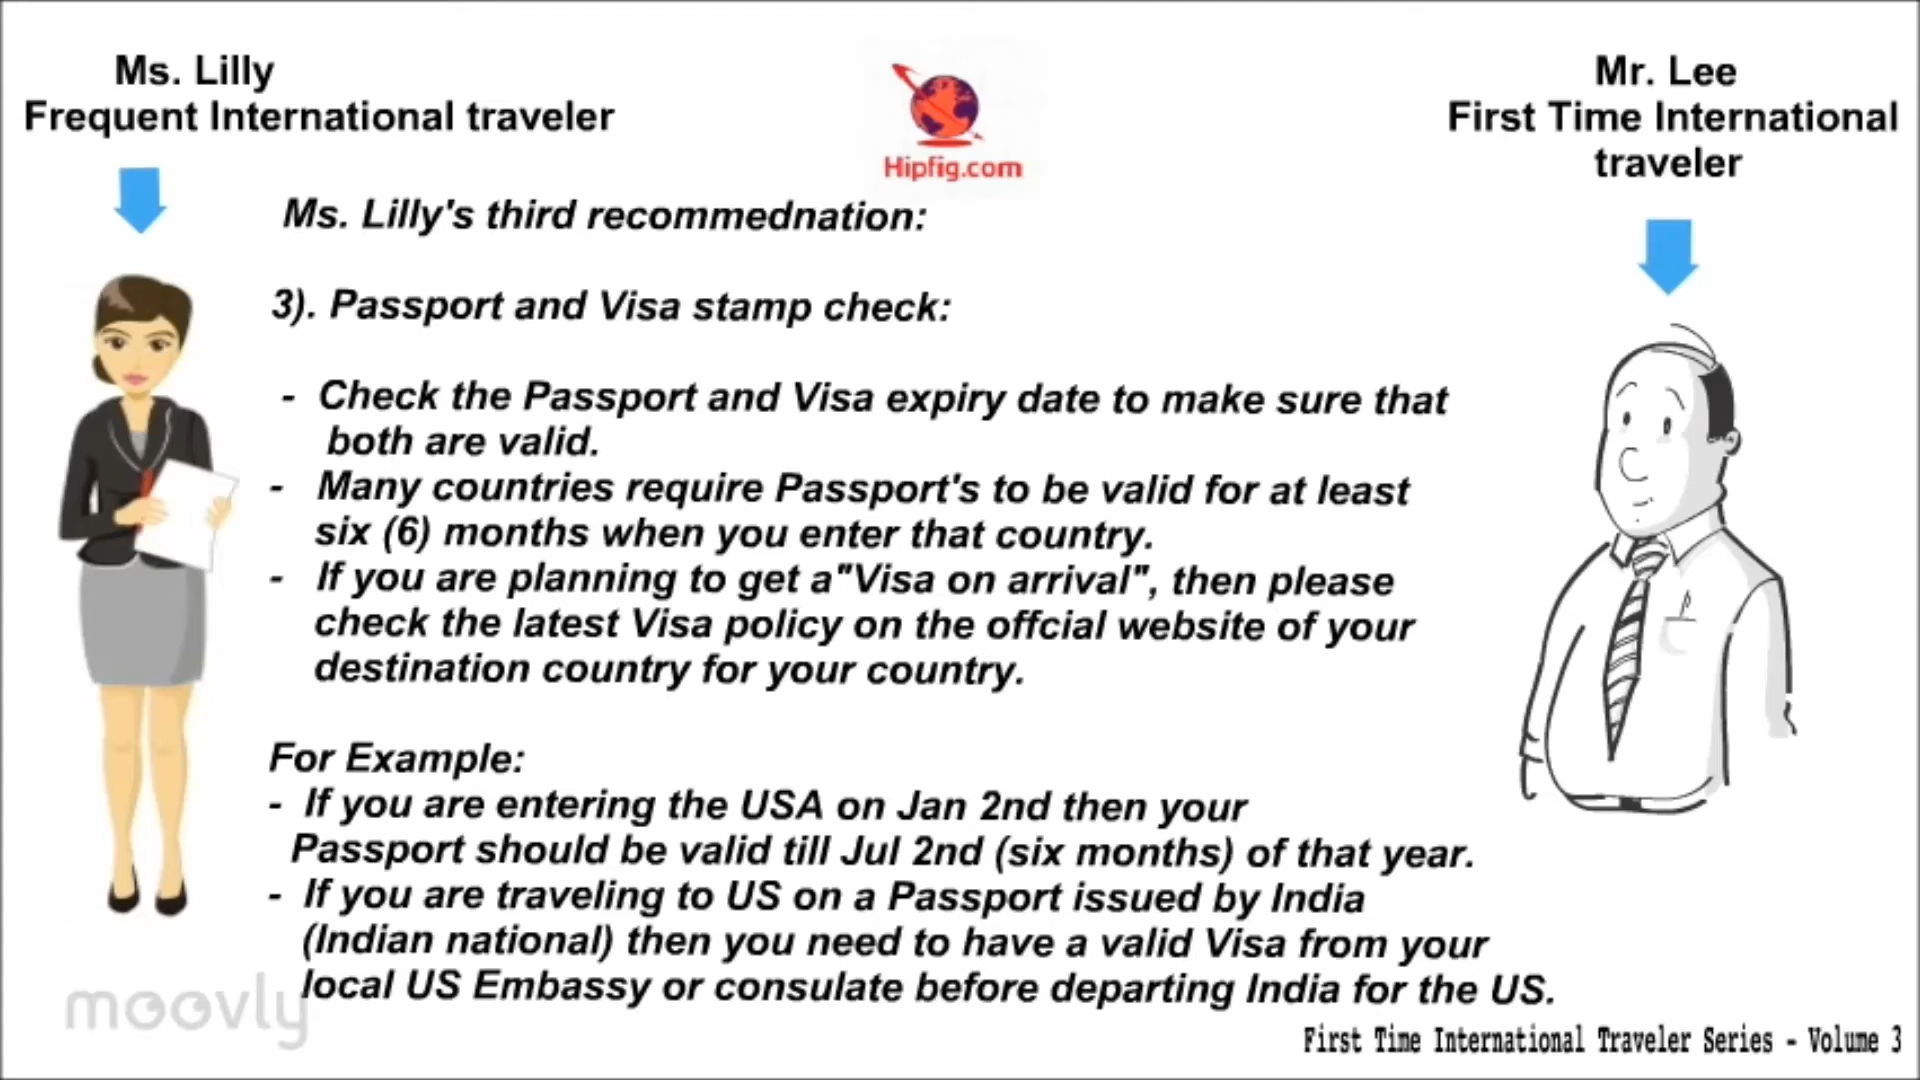 Ms. Lilly
Frequent International traveler
Hipfig.com
Mr. Lee
First Time International
traveler
Ms. Lilly's third recommednation:
3). Passport and Visa stamp check:
- Check the Passport and Visa expiry date to make sure that
both are valid.
- Many countries require Passport's to be valid for at least
six (6) months when you enter that country.
- If you are planning to get a"Visa on arrival", then please
check the latest Visa policy on the offcial website of your
destination country for your country.
For Example:
- If you are entering the USA on Jan 2nd then your
Passport should be valid till Jul 2nd (six months) of that year.
- If you are traveling to US on a Passport issued by India
(Indian national) then you need to have a valid Visa from your
local US Embassy or consulate before departing India for the US.
moovly
First Time International Traveler Series - Volume 3